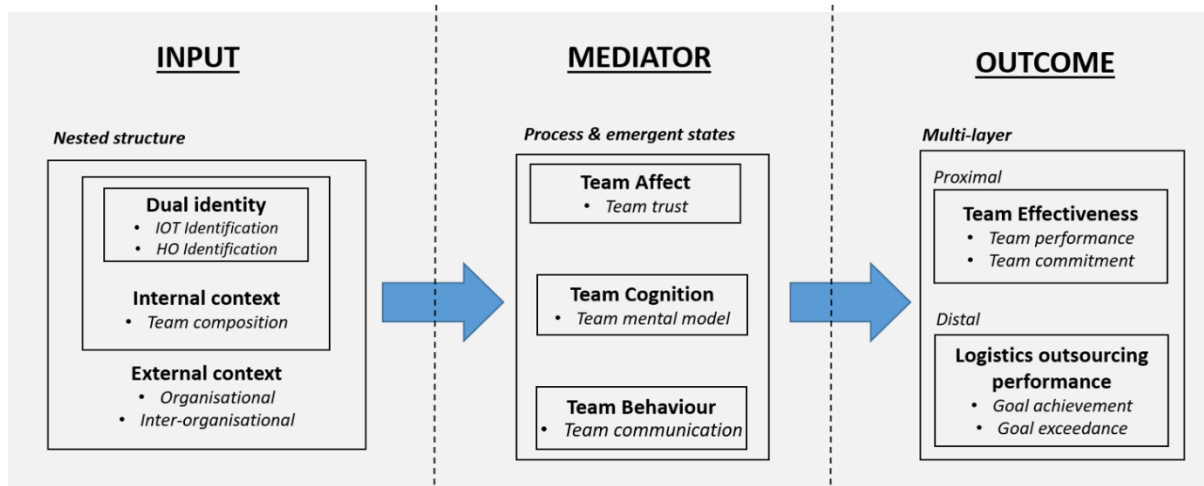 INPUT
Nested structure
Dual identity
• IOT Identification
• HO Identification
Internal context
• Team composition
External context
• Organisational
• Inter-organisational
MEDIATOR
Process & emergent states
Team Affect
• Team trust
Team Cognition
• Team mental model
Team Behaviour
• Team communication
OUTCOME
Multi-layer
Proximal
Team Effectiveness
• Team performance
• Team commitment
Distal
Logistics outsourcing
performance
• Goal achievement
• Goal exceedance